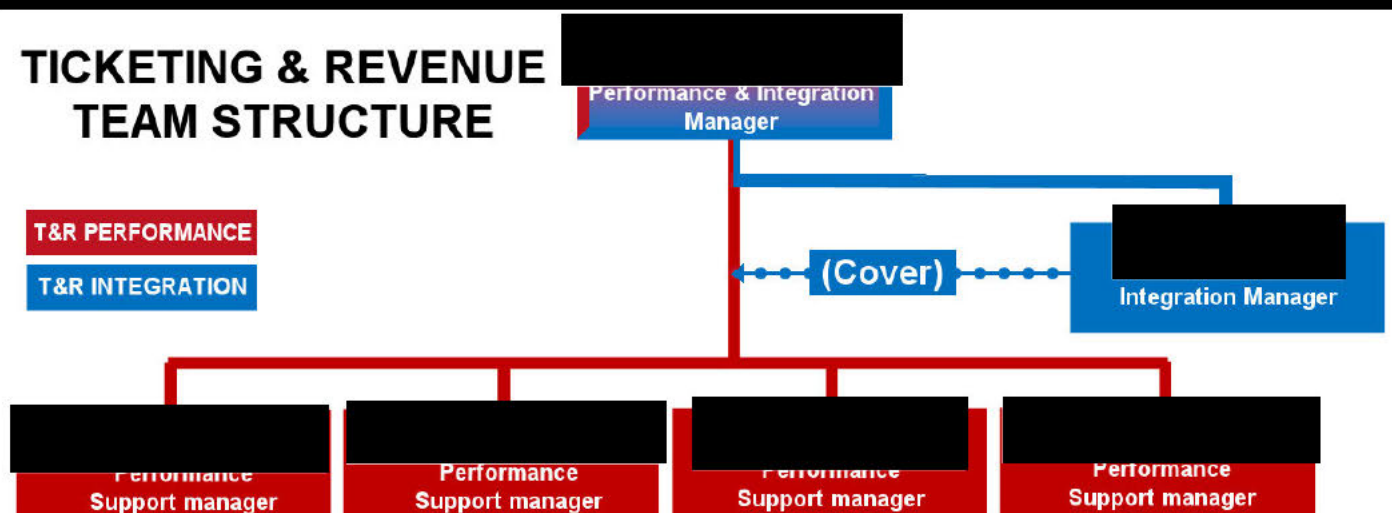 TICKETING & REVENUE
TEAM STRUCTURE
Performance & Integration
Manager
T&R PERFORMANCE
T&R INTEGRATION
(Cover)
Integration Manager
Performance
Support manager
Performance
Support manager
Performance
Support manager
Performance
Support manager